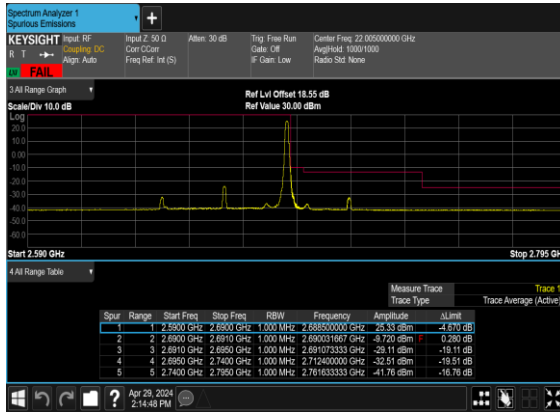 Spectrum Analyzer 1
Spurious Emissions
+
KEYSIGHT Input: RF Input Z: 50 Ω Atten: 30 dB Trig: Free Run Center Freq: 22.005000000 GHz
R T Coupling: DC Corr CCorr Gate: Off Avg|Hold: 1000/1000
Align: Auto Freq Ref: Int (S) IF Gain: Low Radio Std: None
FAIL
3 All Range Graph
Ref Lvl Offset 18.55 dB
Scale/Div 10.0 dB Ref Value 30.00 dBm
Log
20.0
10.0
0.00
-10.0
-20.0
-30.0
-40.0
-50.0
-60.0
Start 2.590 GHz Stop 2.795 GH
4 All Range Table
Measure Trace Trace 1
Trace Type Trace Average (Active)
Spur Range Start Freq Stop Freq RBW Frequency Amplitude ΔLimit
1 1 2.5900 GHz 2.6900 GHz 1.000 MHz 2.688500000 GHz 25.33 dBm -4.670 dB
2 2 2.6900 GHz 2.6910 GHz 1.000 MHz 2.690031667 GHz -9.720 dBm F 0.280 dB
3 3 2.6910 GHz 2.6950 GHz 1.000 MHz 2.691073333 GHz -29.11 dBm -19.11 dB
4 4 2.6950 GHz 2.7400 GHz 1.000 MHz 2.712400000 GHz -32.51 dBm -19.51 dB
5 5 2.7400 GHz 2.7950 GHz 1.000 MHz 2.761633333 GHz -41.76 dBm -16.76 dB
? Apr 29, 2024
2:14:48 PM